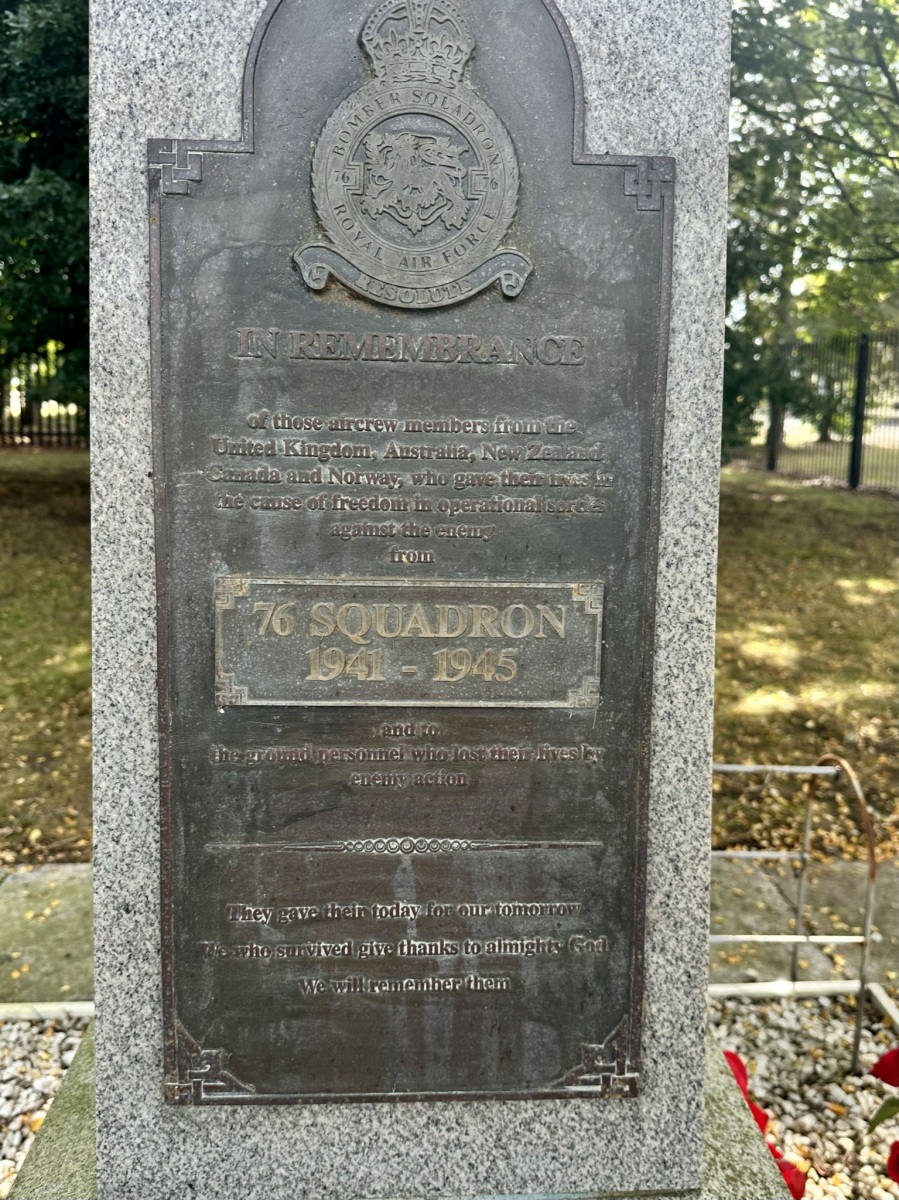 BOMBER SQUADRON
76 76
ROYAL AIR FORCE
RESOLUTE
IN REMEMBRANCE
of those aircrew members from the
United Kingdom, Australia, New Zealand,
Canada and Norway, who gave their lives in
the cause of freedom in operational sorties
against the enemy
from
76 SQUADRON
1941 - 1945
and to
the ground personnel who lost their lives by
enemy action
They gave their today for our tomorrow
We who survived give thanks to almighty God
We will remember them